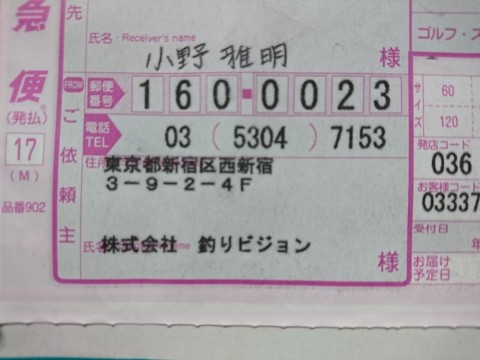 急便
(発払)
17
(M)
品番902
先
氏名 Receiver's name
小野 雅明
様
FROM
ご依頼主
郵便番号
160-0023
電話 TEL
03 ( 5304 ) 7153
住所
東京都新宿区西新宿
3-9-2-4F
氏名 name
株式会社 釣りビジョン
様
ゴルフ・ス
サイズ
60
120
発店コード
036
お客様コード
03337
受付日
年
お届け予定日